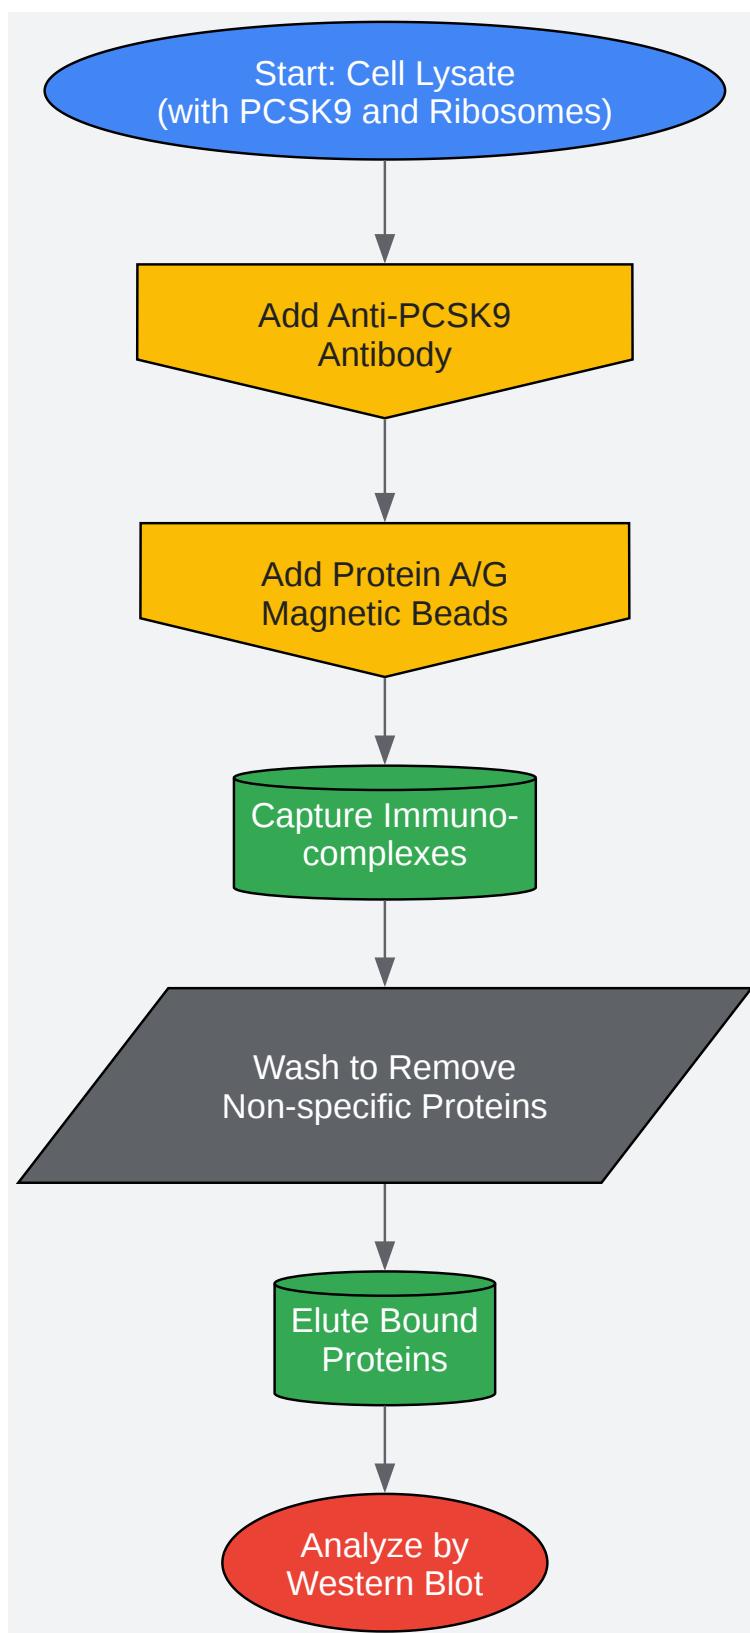 Start: Cell Lysate
(with PCSK9 and Ribosomes)
Add Anti-PCSK9
Antibody
Add Protein A/G
Magnetic Beads
Capture Immuno-
complexes
Wash to Remove
Non-specific Proteins
Elute Bound
Proteins
Analyze by
Western Blot